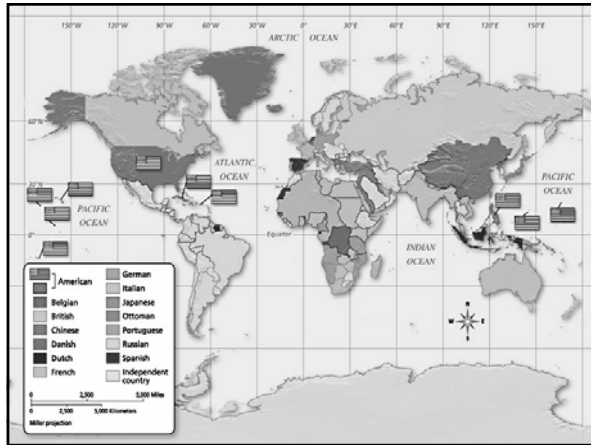 150°W 120°W 90°W 60°W 30°W 0° 30°E 60°E 90°E 120°E 150°E
ARCTIC OCEAN
60°N
ATLANTIC
OCEAN
PACIFIC
OCEAN
30°N
PACIFIC
OCEAN
Equator
0°
INDIAN
OCEAN
American
Belgian
British
Chinese
Danish
Dutch
French
German
Italian
Japanese
Ottoman
Portuguese
Russian
Spanish
Independent
country
N
W E
S
0 2,500 5,000 Miles
0 2,500 5,000 Kilometers
Miller projection